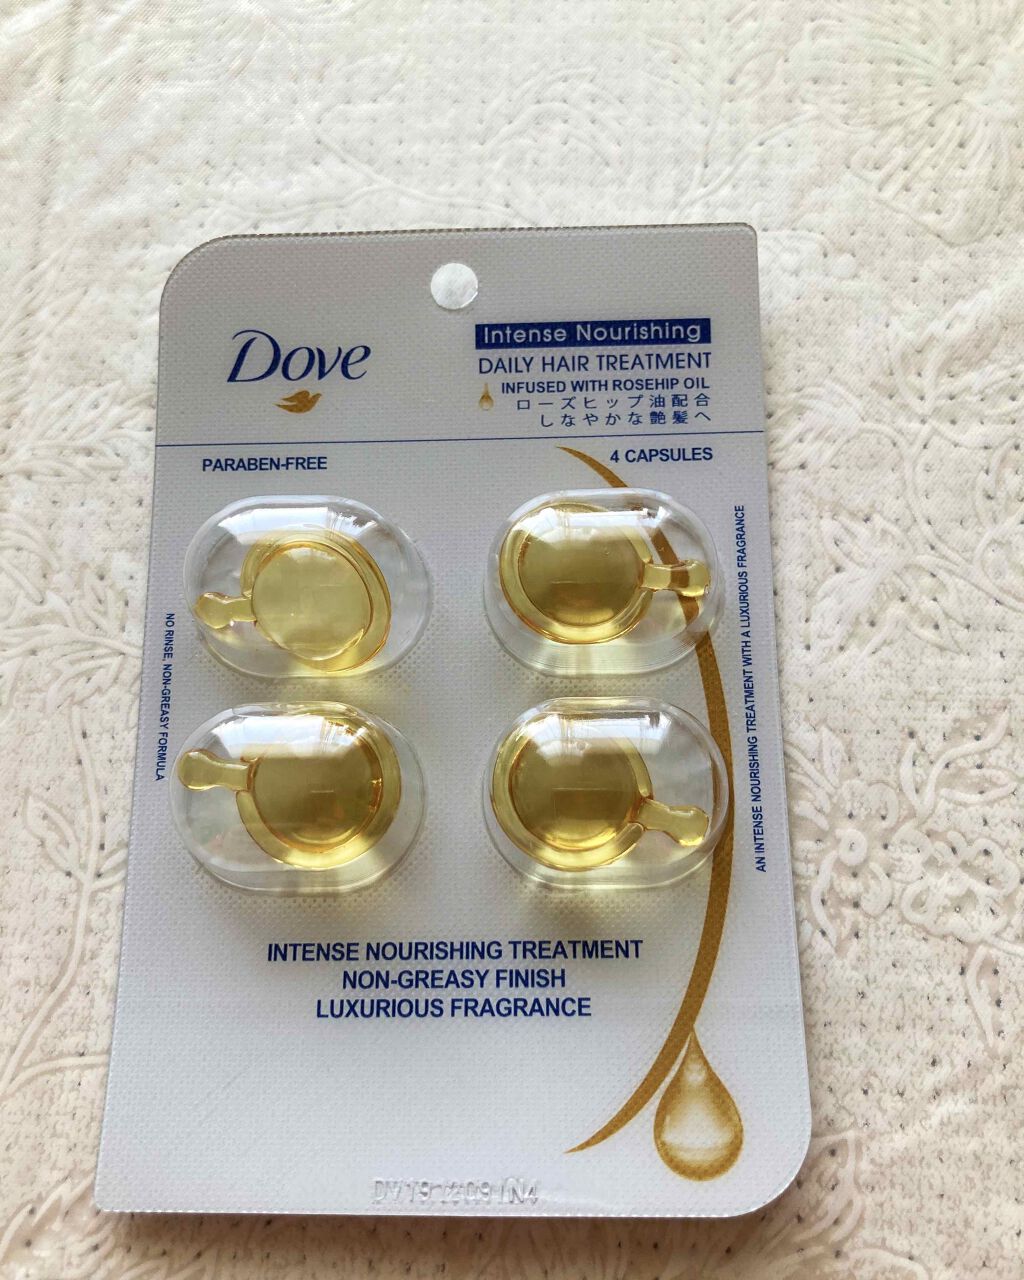 Dove
Intense Nourishing
DAILY HAIR TREATMENT
INFUSED WITH ROSEHIP OIL
ローズヒップ油配合
しなやかな艶髪へ
PARABEN-FREE
4 CAPSULES
NO RINSE, NON-GREASY FORMULA
AN INTENSE NOURISHING TREATMENT WITH A LUXURIOUS FRAGRANCE
INTENSE NOURISHING TREATMENT
NON-GREASY FINISH
LUXURIOUS FRAGRANCE